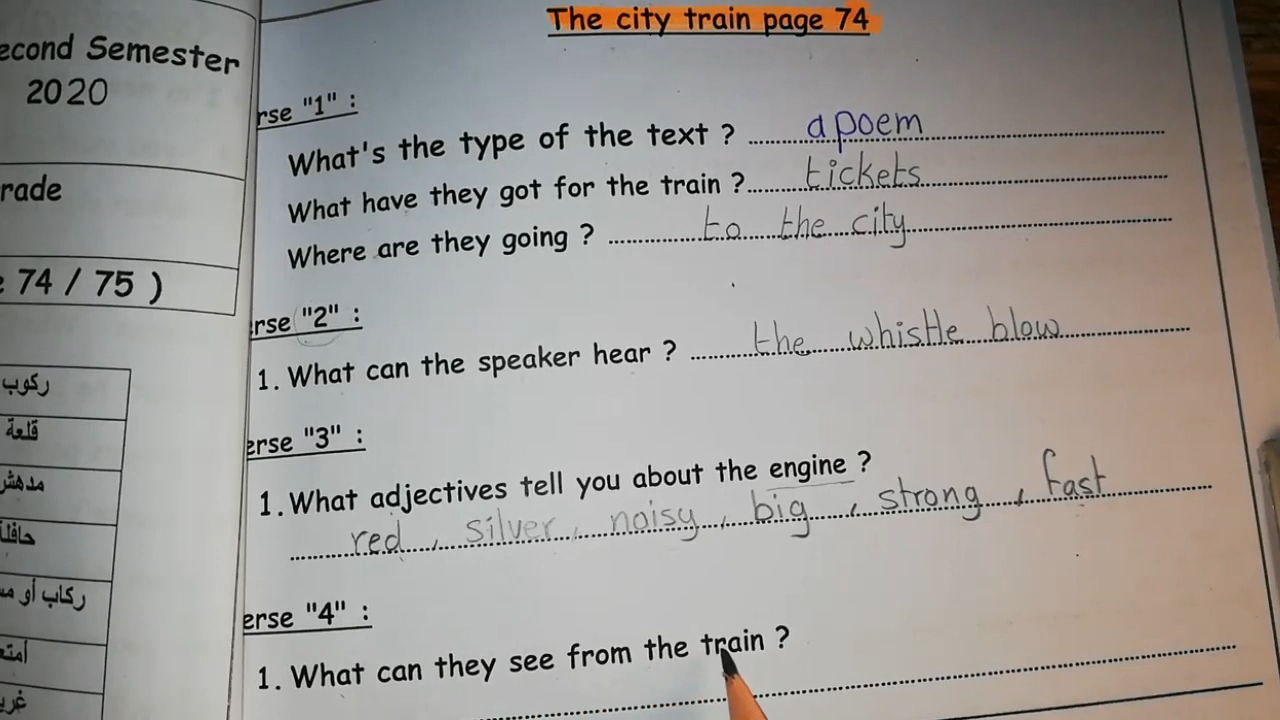 The city train page 74
econd Semester
2020
rade
74 / 75 )
ركوب
قلعة
مدهش
حافلة
ركاب أو مس
أمتع
غري
rse "1" :
What's the type of the text ? a poem
What have they got for the train ? tickets
Where are they going ? to the city
rse "2" :
1. What can the speaker hear ? the whistle blow
erse "3" :
1. What adjectives tell you about the engine ?
red , silver , noisy , big , strong , fast
erse "4" :
1. What can they see from the train ?